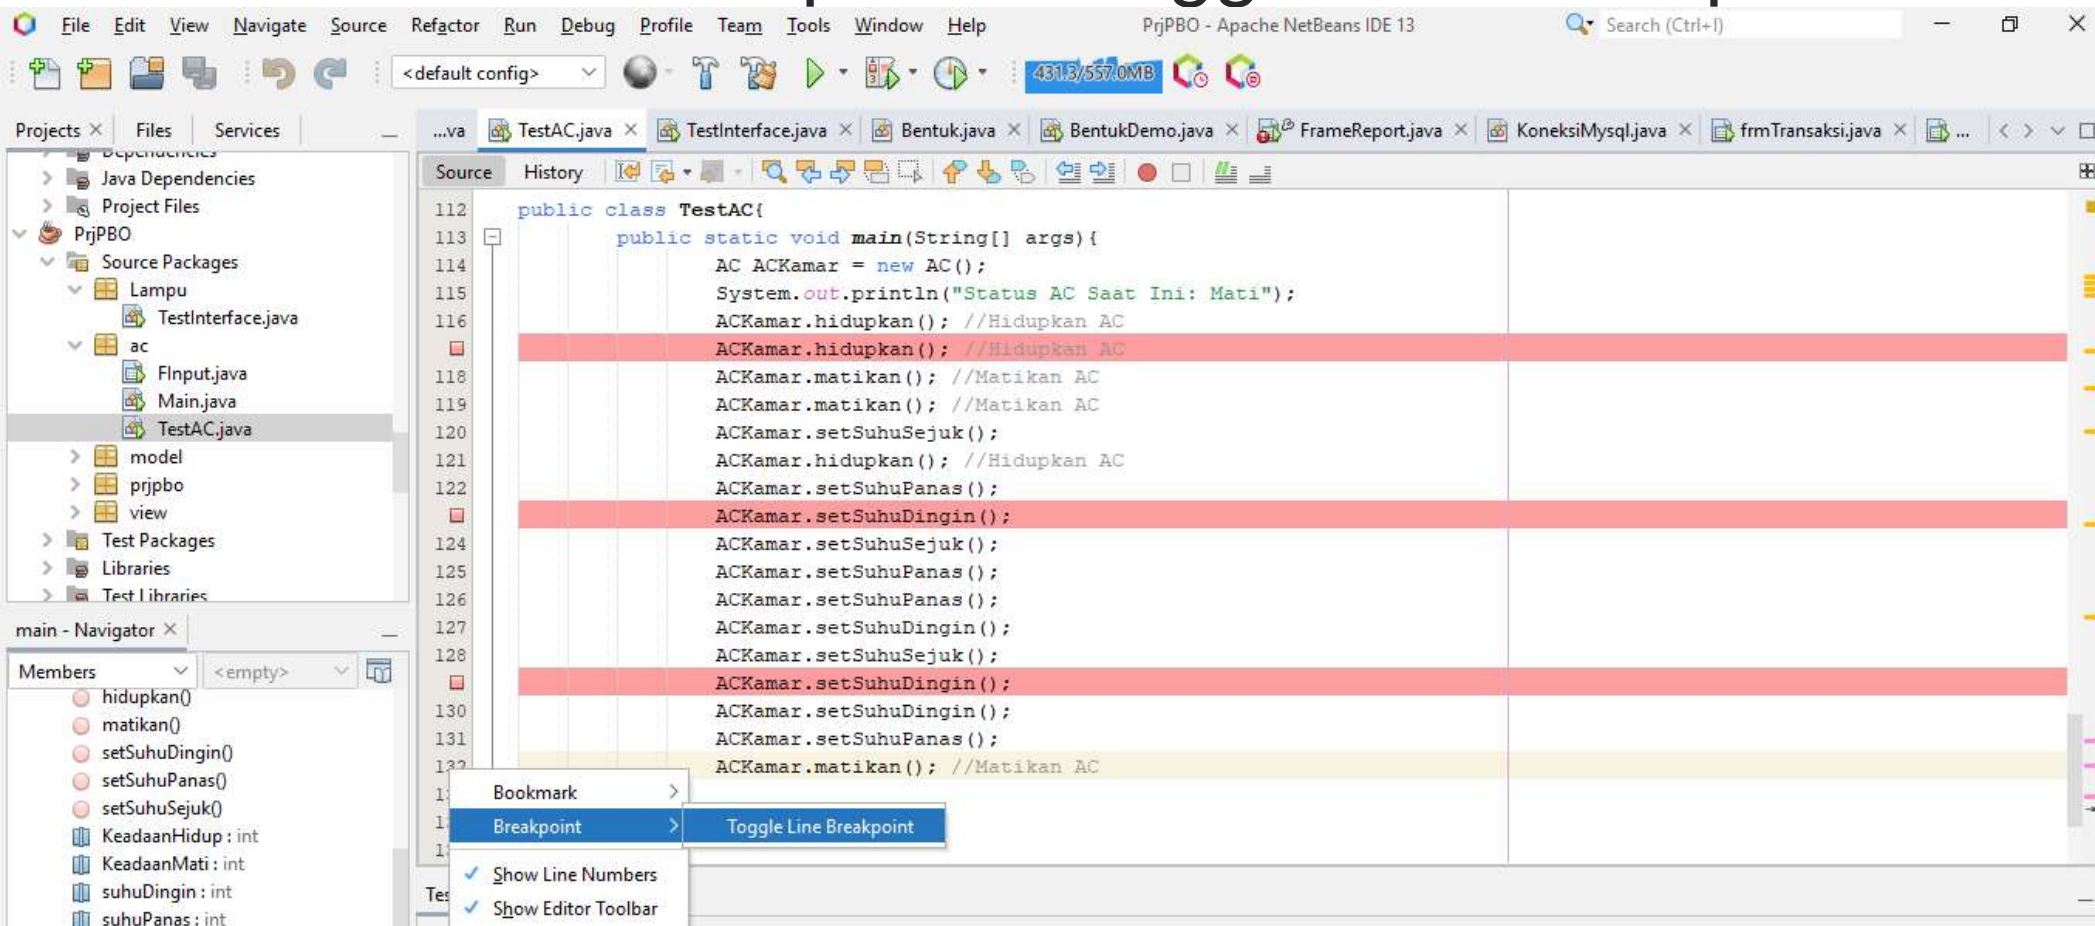 File Edit View Navigate Source Refactor Run Debug Profile Team Tools Window Help PrjPBO - Apache NetBeans IDE 13 Search (Ctrl+I)
<default config> 431.3/557.0MB
Projects Files Services
...va TestAC.java TestInterface.java Bentuk.java BentukDemo.java FrameReport.java KoneksiMysql.java frmTransaksi.java ...
Source History
Dependencies
Java Dependencies
Project Files
PrjPBO
Source Packages
Lampu
TestInterface.java
ac
FInput.java
Main.java
TestAC.java
model
prjpbo
view
Test Packages
Libraries
Test Libraries
main - Navigator
Members <empty>
hidupkan()
matikan()
setSuhuDingin()
setSuhuPanas()
setSuhuSejuk()
KeadaanHidup : int
KeadaanMati : int
suhuDingin : int
suhuPanas : int
112 public class TestAC{
113 public static void main(String[] args){
114 AC ACKamar = new AC();
115 System.out.println("Status AC Saat Ini: Mati");
116 ACKamar.hidupkan(); //Hidupkan AC
ACKamar.hidupkan(); //Hidupkan AC
118 ACKamar.matikan(); //Matikan AC
119 ACKamar.matikan(); //Matikan AC
120 ACKamar.setSuhuSejuk();
121 ACKamar.hidupkan(); //Hidupkan AC
122 ACKamar.setSuhuPanas();
ACKamar.setSuhuDingin();
124 ACKamar.setSuhuSejuk();
125 ACKamar.setSuhuPanas();
126 ACKamar.setSuhuPanas();
127 ACKamar.setSuhuDingin();
128 ACKamar.setSuhuSejuk();
ACKamar.setSuhuDingin();
130 ACKamar.setSuhuDingin();
131 ACKamar.setSuhuPanas();
132 ACKamar.matikan(); //Matikan AC
Bookmark
Breakpoint Toggle Line Breakpoint
Show Line Numbers
Show Editor Toolbar